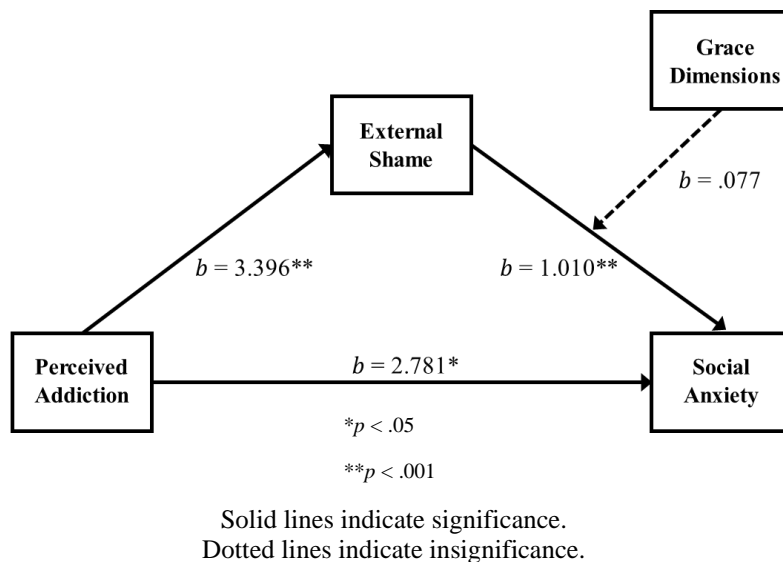 Grace
Dimensions
External
Shame
b = .077
b = 3.396**
b = 1.010**
Perceived
Addiction
b = 2.781*
Social
Anxiety
*p < .05
**p < .001
Solid lines indicate significance.
Dotted lines indicate insignificance.